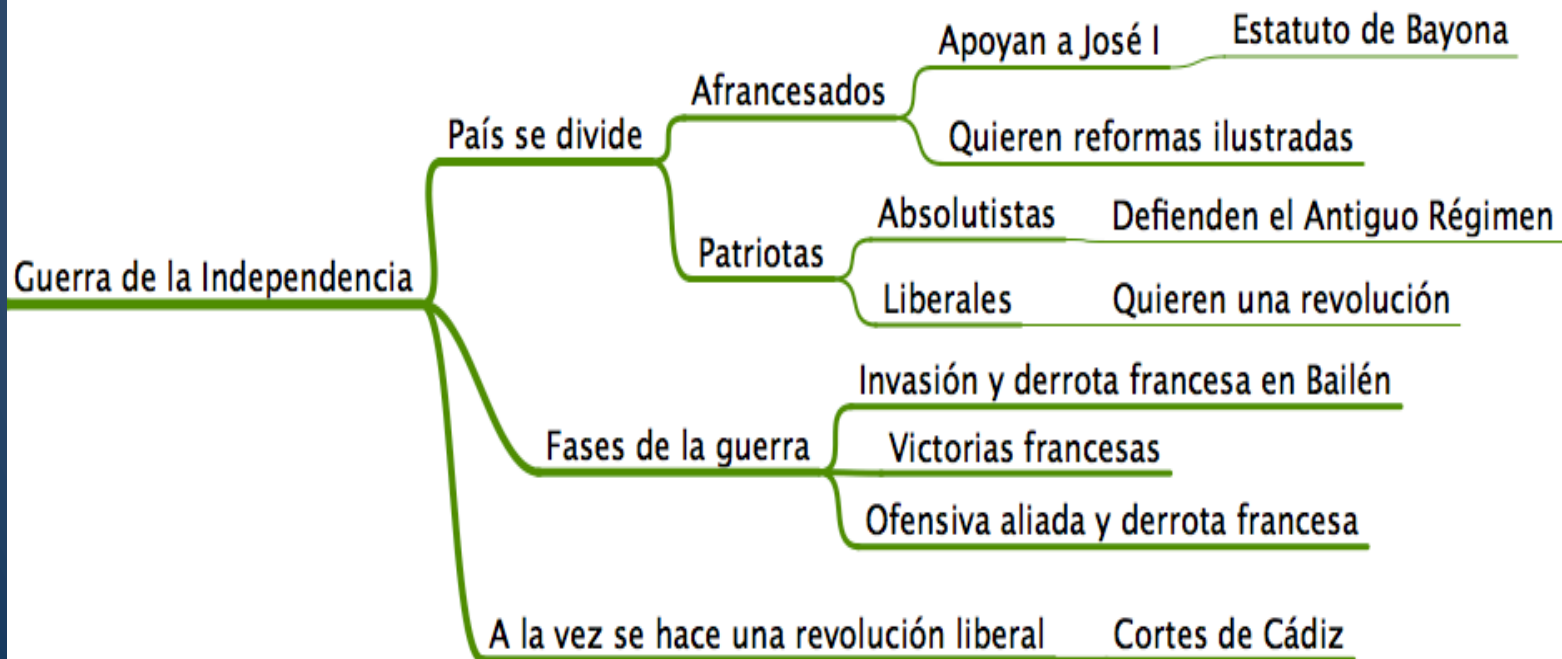 Guerra de la Independencia
País se divide
Afrancesados
Apoyan a José I
Estatuto de Bayona
Quieren reformas ilustradas
Patriotas
Absolutistas
Defienden el Antiguo Régimen
Liberales
Quieren una revolución
Fases de la guerra
Invasión y derrota francesa en Bailén
Victorias francesas
Ofensiva aliada y derrota francesa
A la vez se hace una revolución liberal
Cortes de Cádiz